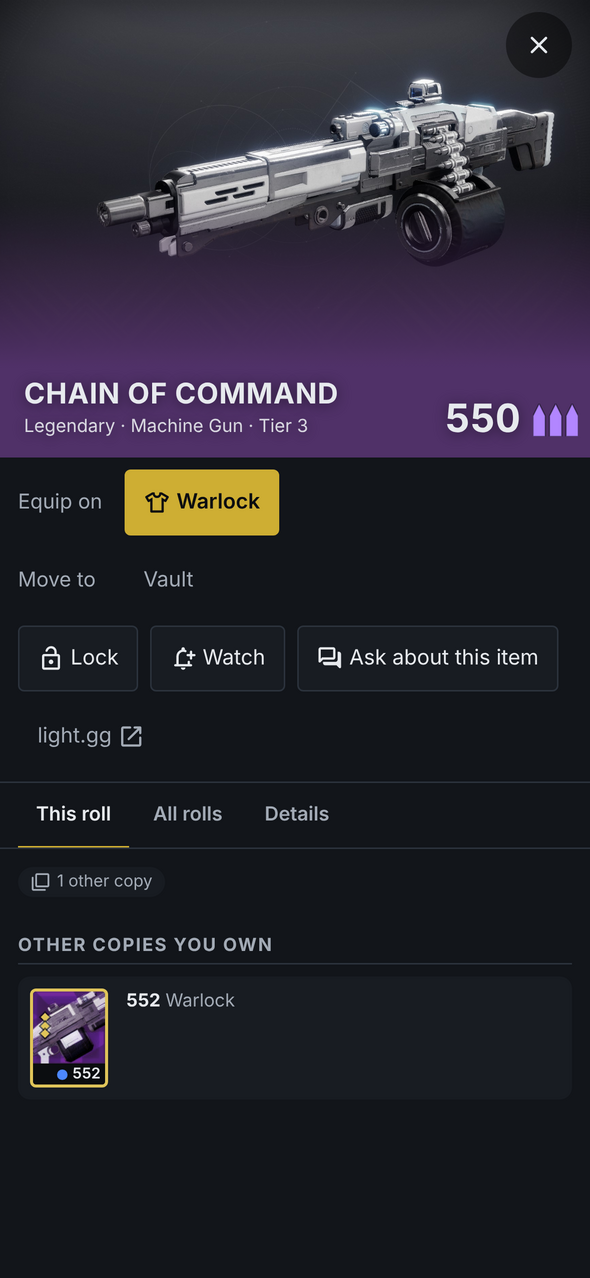 CHAIN OF COMMAND
Legendary · Machine Gun · Tier 3
550
Equip on
Warlock
Move to
Vault
Lock
Watch
Ask about this item
light.gg
This roll
All rolls
Details
1 other copy
OTHER COPIES YOU OWN
552 Warlock
552